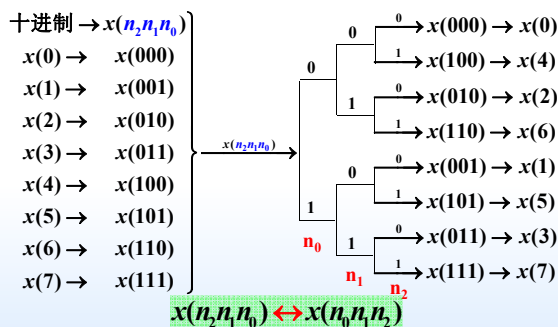 十进制 → x(n₂n₁n₀)
x(0) → x(000)
x(1) → x(001)
x(2) → x(010)
x(3) → x(011)
x(4) → x(100)
x(5) → x(101)
x(6) → x(110)
x(7) → x(111)
x(n₂n₁n₀)
0
1
n₀
0
1
0
1
n₁
0
1
0
1
0
1
0
1
n₂
x(000) → x(0)
x(100) → x(4)
x(010) → x(2)
x(110) → x(6)
x(001) → x(1)
x(101) → x(5)
x(011) → x(3)
x(111) → x(7)
x(n₂n₁n₀) ↔ x(n₀n₁n₂)